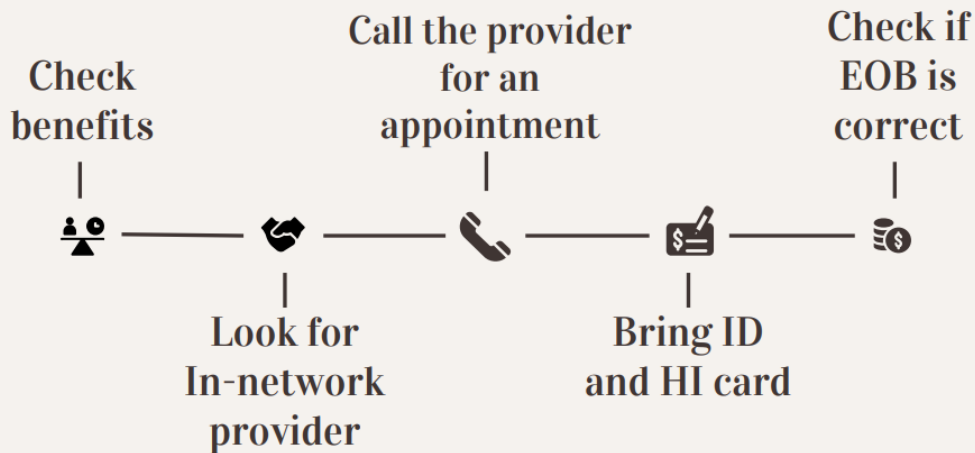 Check
benefits
Look for
In-network
provider
Call the provider
for an
appointment
Bring ID
and HI card
Check if
EOB is
correct
$
$